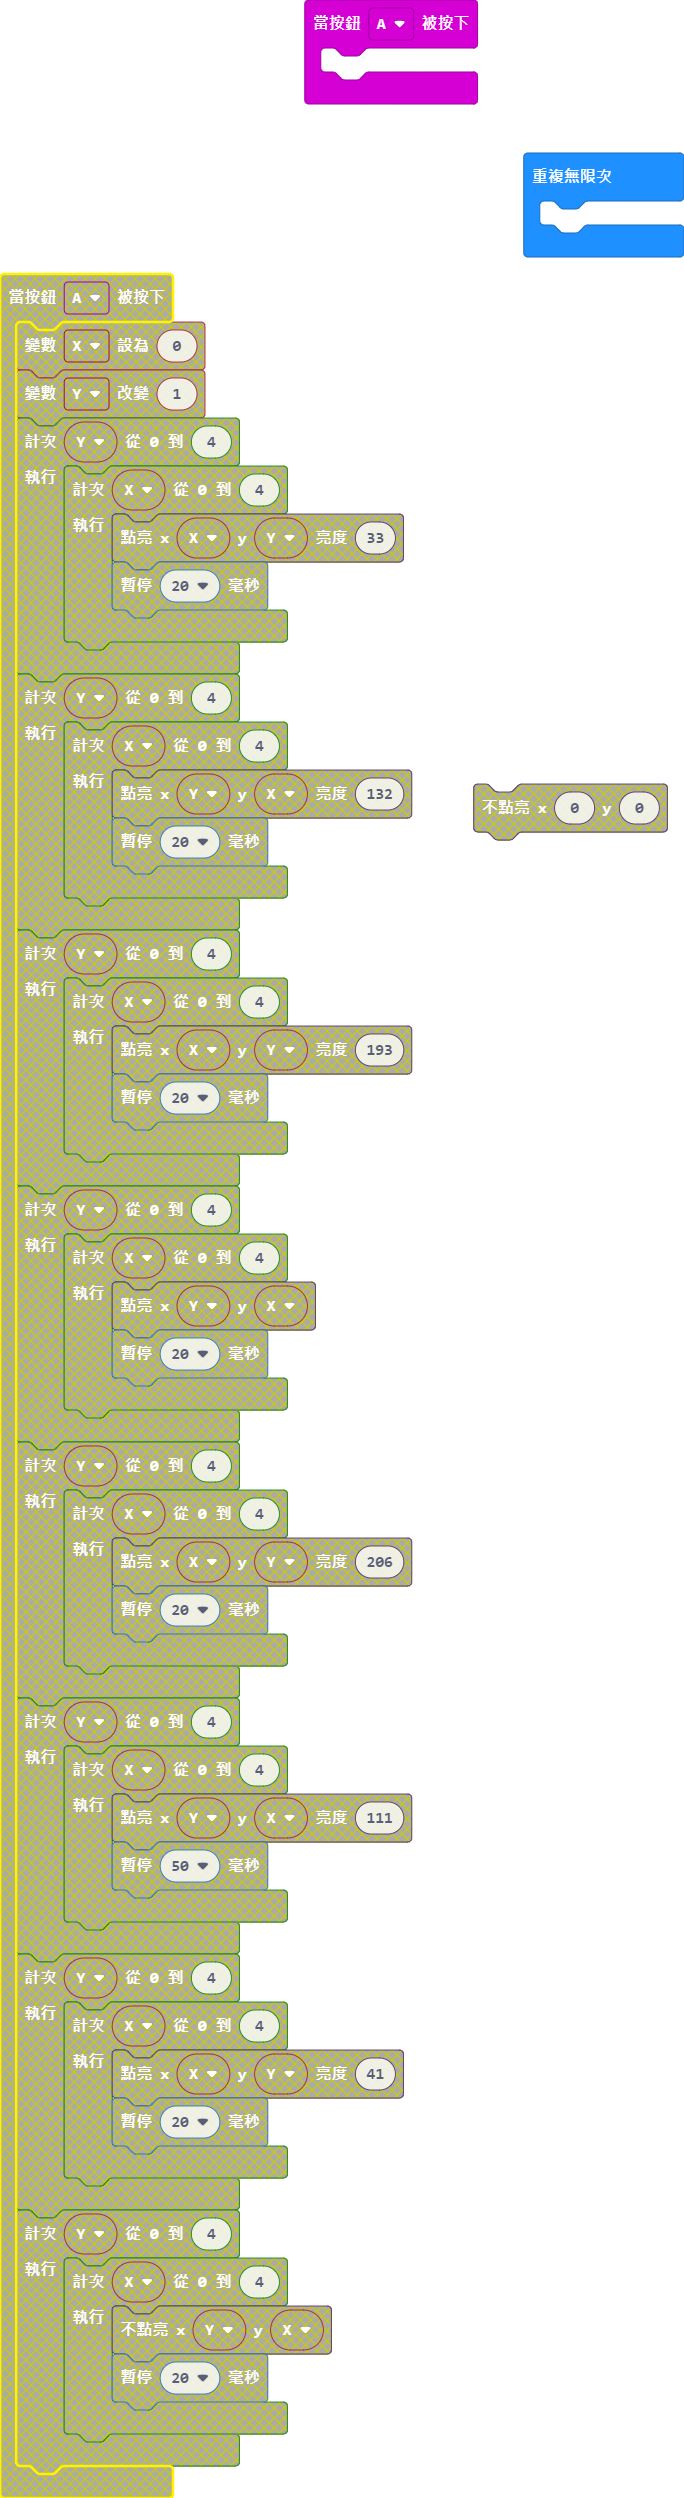 當按鈕 A 被按下
重複無限次
當按鈕 A 被按下
變數 X 設為 0
變數 Y 改變 1
計次 Y 從 0 到 4
執行
計次 X 從 0 到 4
執行
點亮 x X y Y 亮度 33
暫停 20 毫秒
計次 Y 從 0 到 4
執行
計次 X 從 0 到 4
執行
點亮 x Y y X 亮度 132
不點亮 x 0 y 0
暫停 20 毫秒
計次 Y 從 0 到 4
執行
計次 X 從 0 到 4
執行
點亮 x X y Y 亮度 193
暫停 20 毫秒
計次 Y 從 0 到 4
執行
計次 X 從 0 到 4
執行
點亮 x Y y X
暫停 20 毫秒
計次 Y 從 0 到 4
執行
計次 X 從 0 到 4
執行
點亮 x X y Y 亮度 206
暫停 20 毫秒
計次 Y 從 0 到 4
執行
計次 X 從 0 到 4
執行
點亮 x Y y X 亮度 111
暫停 50 毫秒
計次 Y 從 0 到 4
執行
計次 X 從 0 到 4
執行
點亮 x X y Y 亮度 41
暫停 20 毫秒
計次 Y 從 0 到 4
執行
計次 X 從 0 到 4
執行
不點亮 x Y y X
暫停 20 毫秒